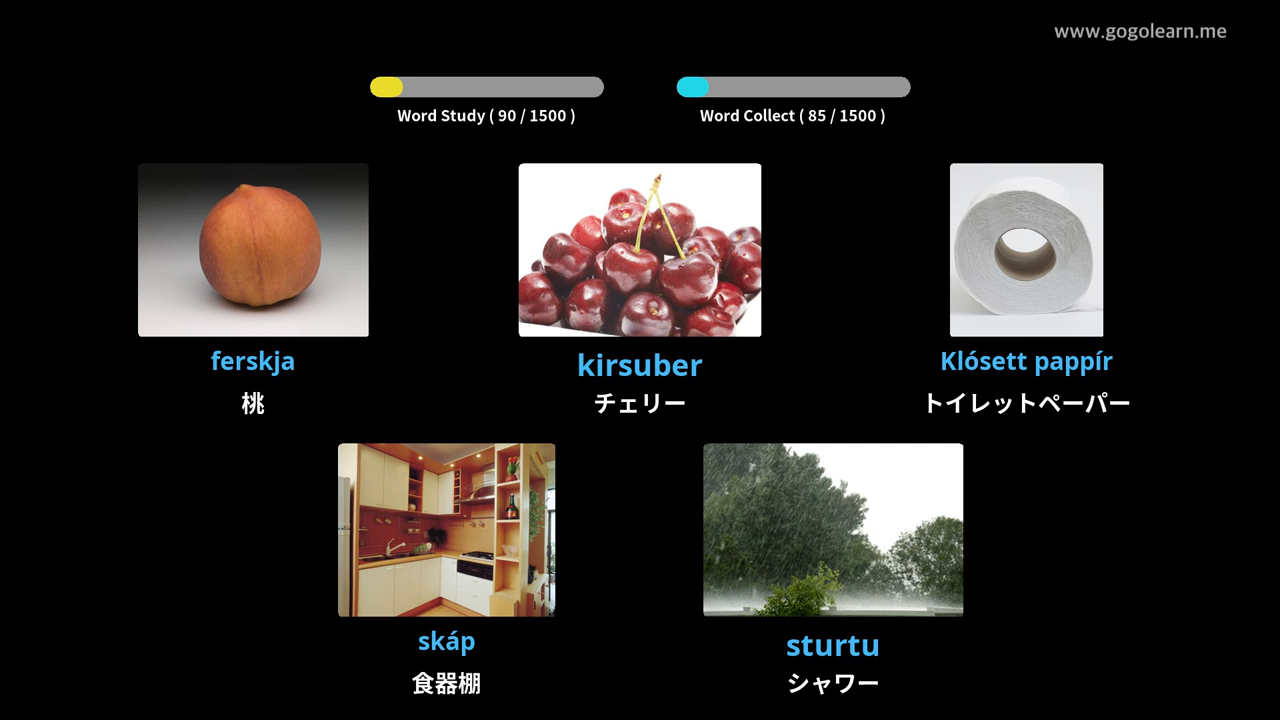 www.gogolearn.me
Word Study ( 90 / 1500 )
Word Collect ( 85 / 1500 )
ferskja
kirsuber
Klósett pappír
桃
チェリー
トイレットペーパー
skáp
sturtu
食器棚
シャワー